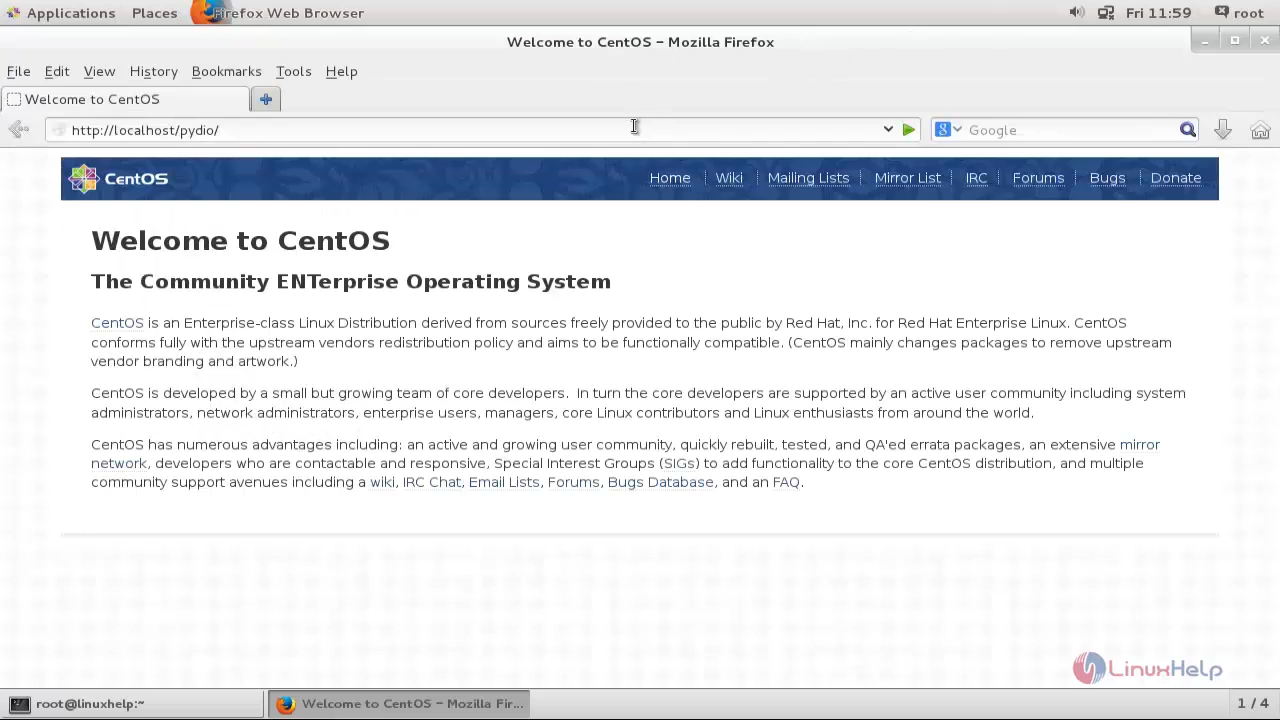 Applications Places Firefox Web Browser Fri 11:59 root
Welcome to CentOS – Mozilla Firefox
File Edit View History Bookmarks Tools Help
Welcome to CentOS
http://localhost/pydio/ Google
CentOS Home Wiki Mailing Lists Mirror List IRC Forums Bugs Donate
Welcome to CentOS
The Community ENTerprise Operating System
CentOS is an Enterprise-class Linux Distribution derived from sources freely provided to the public by Red Hat, Inc. for Red Hat Enterprise Linux. CentOS
conforms fully with the upstream vendors redistribution policy and aims to be functionally compatible. (CentOS mainly changes packages to remove upstream
vendor branding and artwork.)
CentOS is developed by a small but growing team of core developers.  In turn the core developers are supported by an active user community including system
administrators, network administrators, enterprise users, managers, core Linux contributors and Linux enthusiasts from around the world.
CentOS has numerous advantages including: an active and growing user community, quickly rebuilt, tested, and QA'ed errata packages, an extensive mirror
network, developers who are contactable and responsive, Special Interest Groups (SIGs) to add functionality to the core CentOS distribution, and multiple
community support avenues including a wiki, IRC Chat, Email Lists, Forums, Bugs Database, and an FAQ.
LinuxHelp
root@linuxhelp:~ Welcome to CentOS – Mozilla Fir... 1 / 4